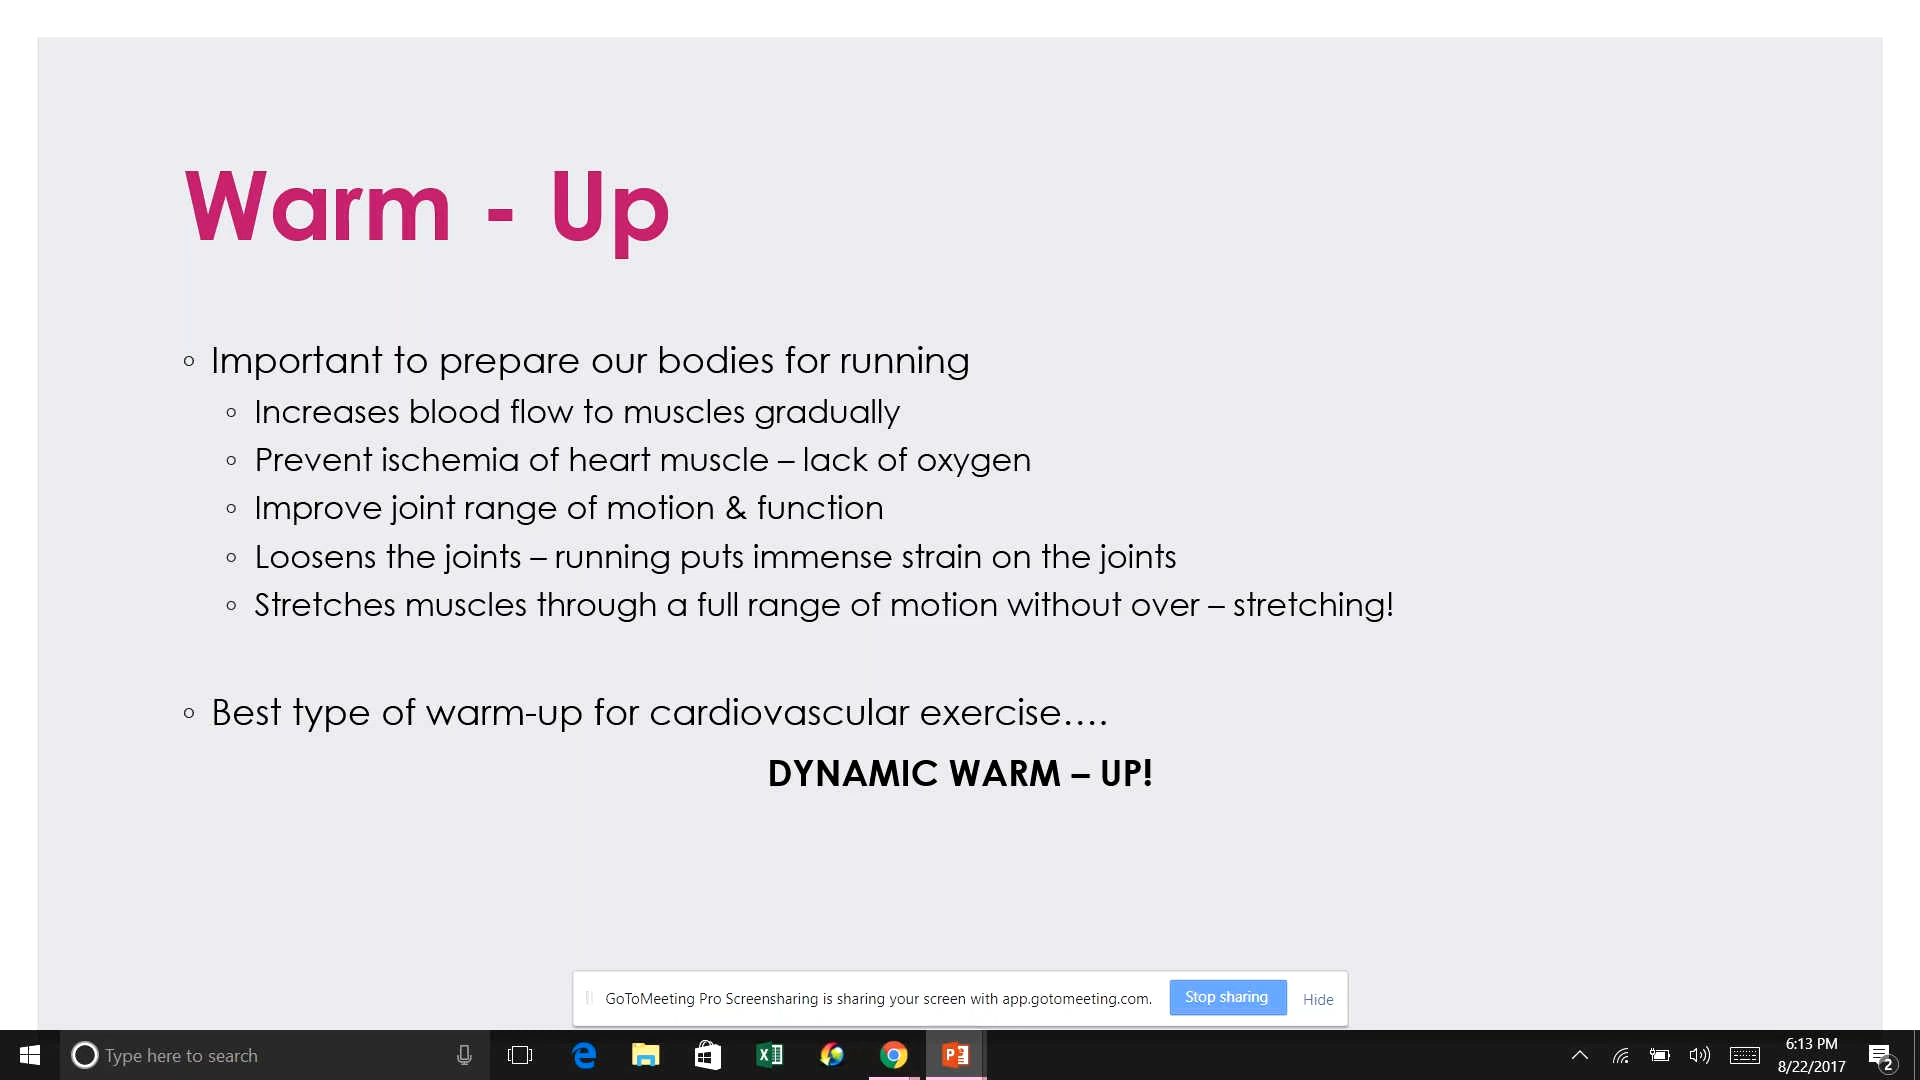 Warm - Up
◦ Important to prepare our bodies for running
◦ Increases blood flow to muscles gradually
◦ Prevent ischemia of heart muscle – lack of oxygen
◦ Improve joint range of motion & function
◦ Loosens the joints – running puts immense strain on the joints
◦ Stretches muscles through a full range of motion without over – stretching!
◦ Best type of warm-up for cardiovascular exercise….
DYNAMIC WARM – UP!
GoToMeeting Pro Screensharing is sharing your screen with app.gotomeeting.com. Stop sharing Hide
Type here to search
6:13 PM
8/22/2017
2